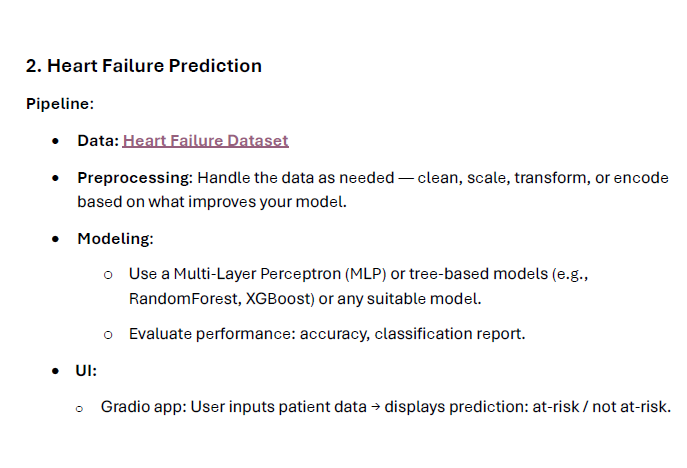 2. Heart Failure Prediction
Pipeline:
• Data: Heart Failure Dataset
• Preprocessing: Handle the data as needed — clean, scale, transform, or encode
based on what improves your model.
• Modeling:
o Use a Multi-Layer Perceptron (MLP) or tree-based models (e.g.,
RandomForest, XGBoost) or any suitable model.
o Evaluate performance: accuracy, classification report.
• UI:
o Gradio app: User inputs patient data → displays prediction: at-risk / not at-risk.